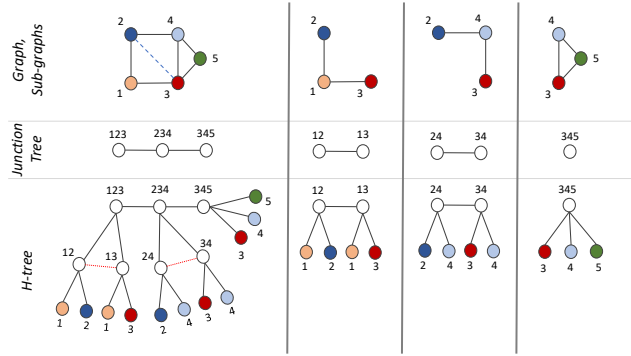 Graph,
Sub-graphs
2 4 5 1 3
2 1 3
2 4 3
4 5 3
Junction
Tree
123 234 345
12 13
24 34
345
H-tree
123 234 345 5 4 3
12 13 24 34
1 2 1 3 2 4 3 4
12 13
1 2 1 3
24 34
2 4 3 4
345
3 4 5